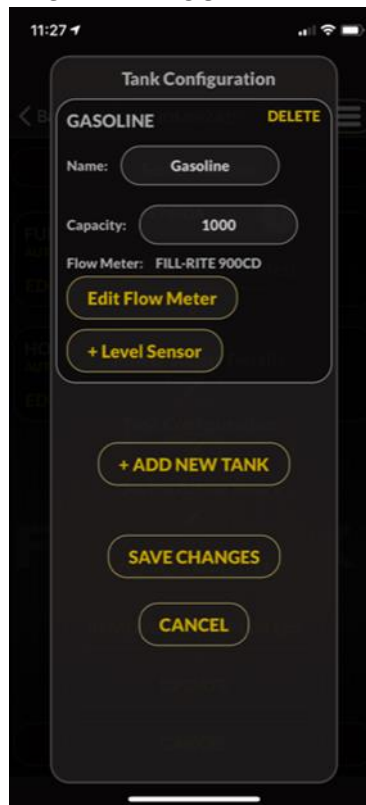 11:27
Tank Configuration
GASOLINE DELETE
Name: Gasoline
Capacity: 1000
Flow Meter: FILL-RITE 900CD
Edit Flow Meter
+ Level Sensor
+ ADD NEW TANK
SAVE CHANGES
CANCEL